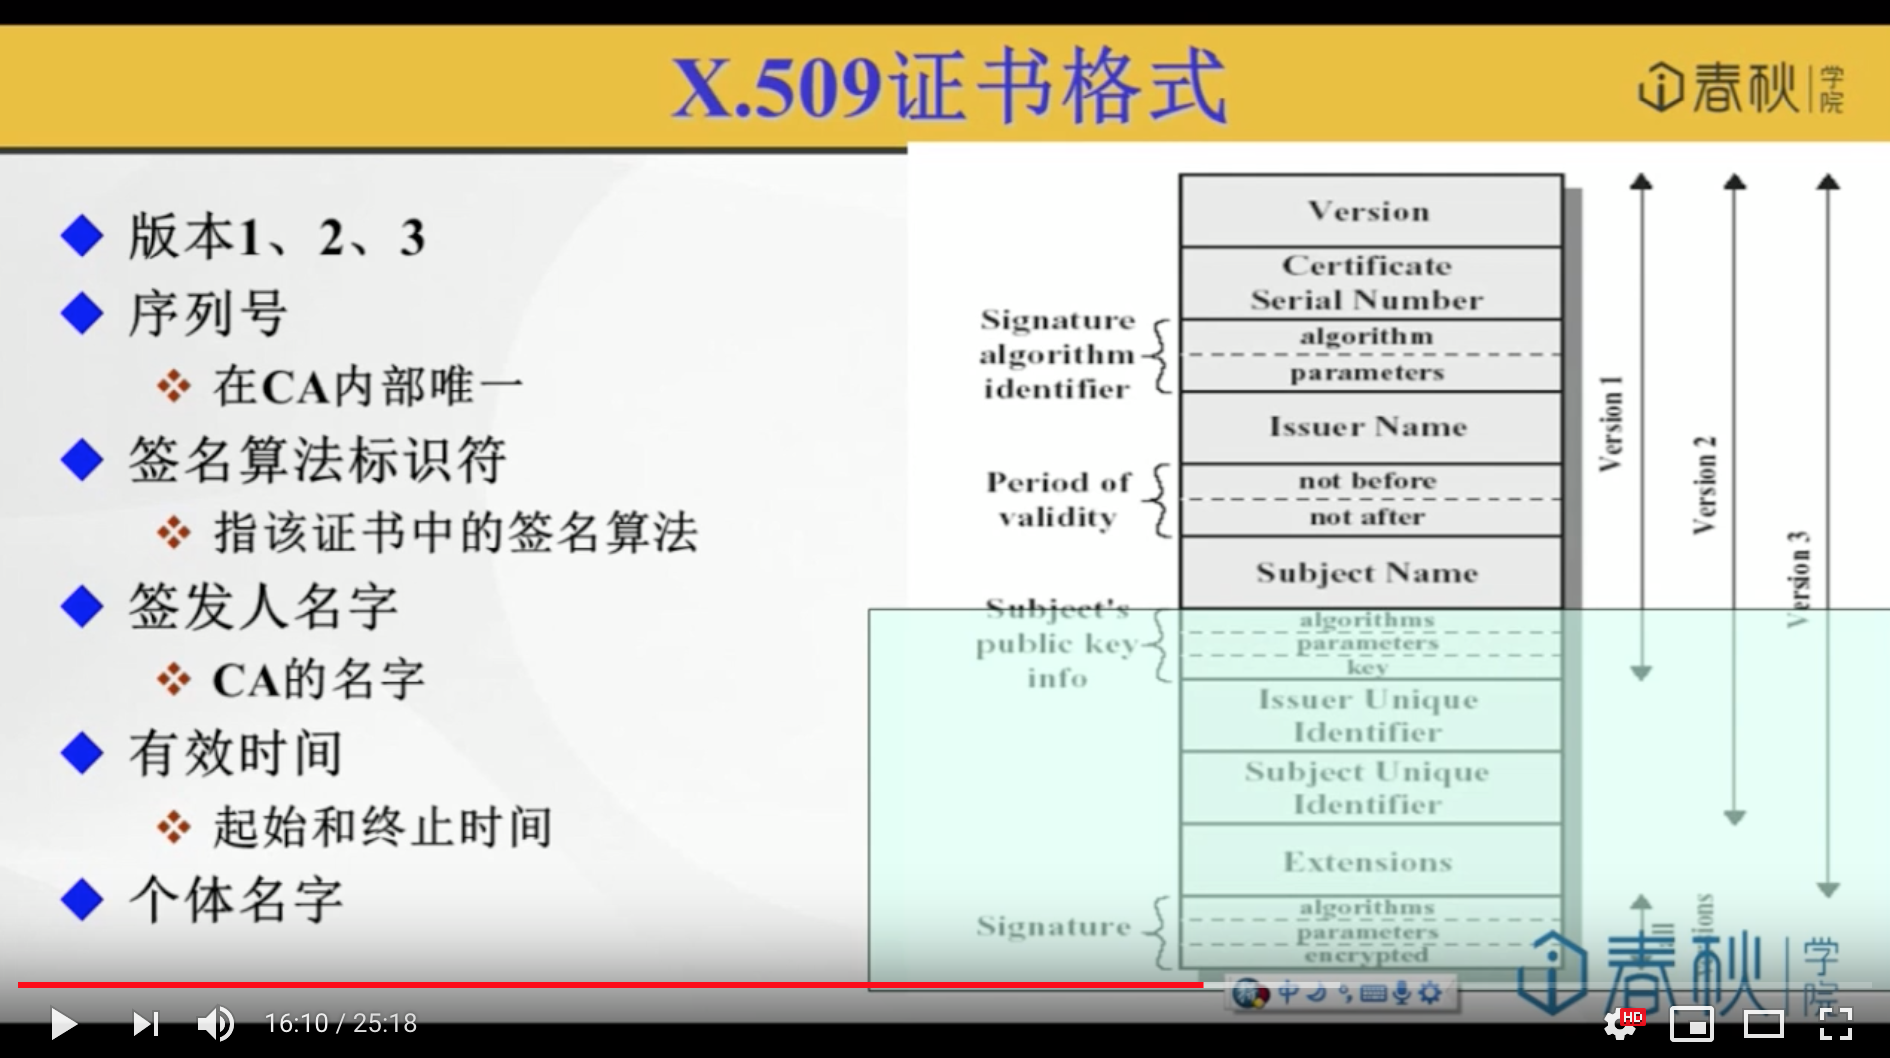 X.509证书格式
春秋学院
版本1、2、3
序列号
在CA内部唯一
签名算法标识符
指该证书中的签名算法
签发人名字
CA的名字
有效时间
起始和终止时间
个体名字
Version
Certificate
Serial Number
Signature
algorithm
identifier
algorithm
parameters
Issuer Name
Period of
validity
not before
not after
Subject Name
Subject's
public key
info
algorithms
parameters
key
Issuer Unique
Identifier
Subject Unique
Identifier
Extensions
Signature
algorithms
parameters
encrypted
Version 1
Version 2
Version 3
春秋学院
中
16:10 / 25:18
HD